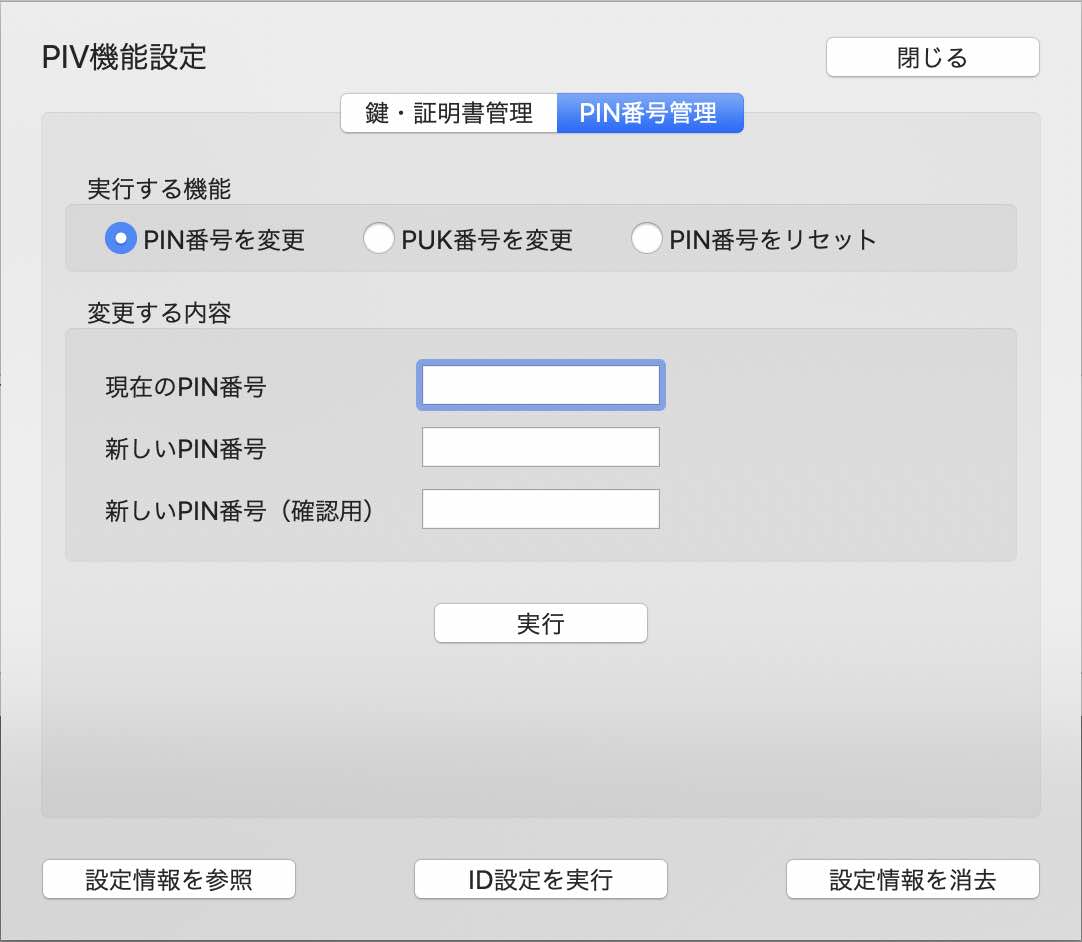 PIV機能設定
閉じる
鍵・証明書管理
PIN番号管理
実行する機能
PIN番号を変更
PUK番号を変更
PIN番号をリセット
変更する内容
現在のPIN番号
新しいPIN番号
新しいPIN番号（確認用）
実行
設定情報を参照
ID設定を実行
設定情報を消去